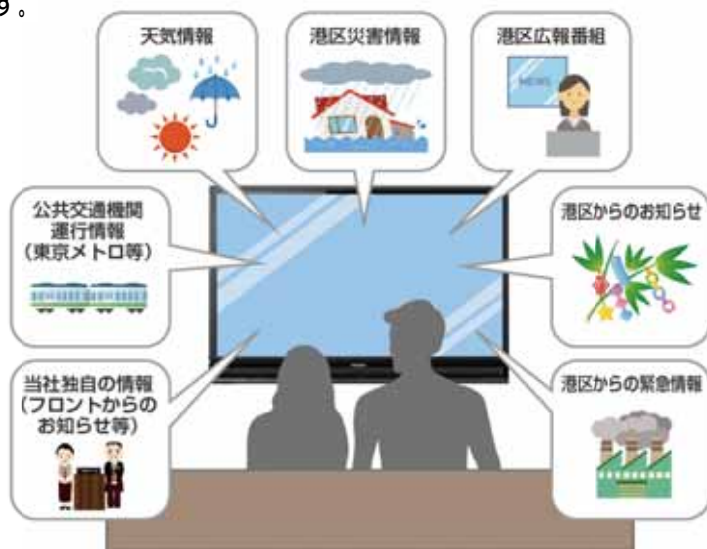 す。
天気情報
港区災害情報
港区広報番組
NEWS
公共交通機関
運行情報
(東京メトロ等)
港区からのお知らせ
当社独自の情報
(フロントからの
お知らせ等)
港区からの緊急情報